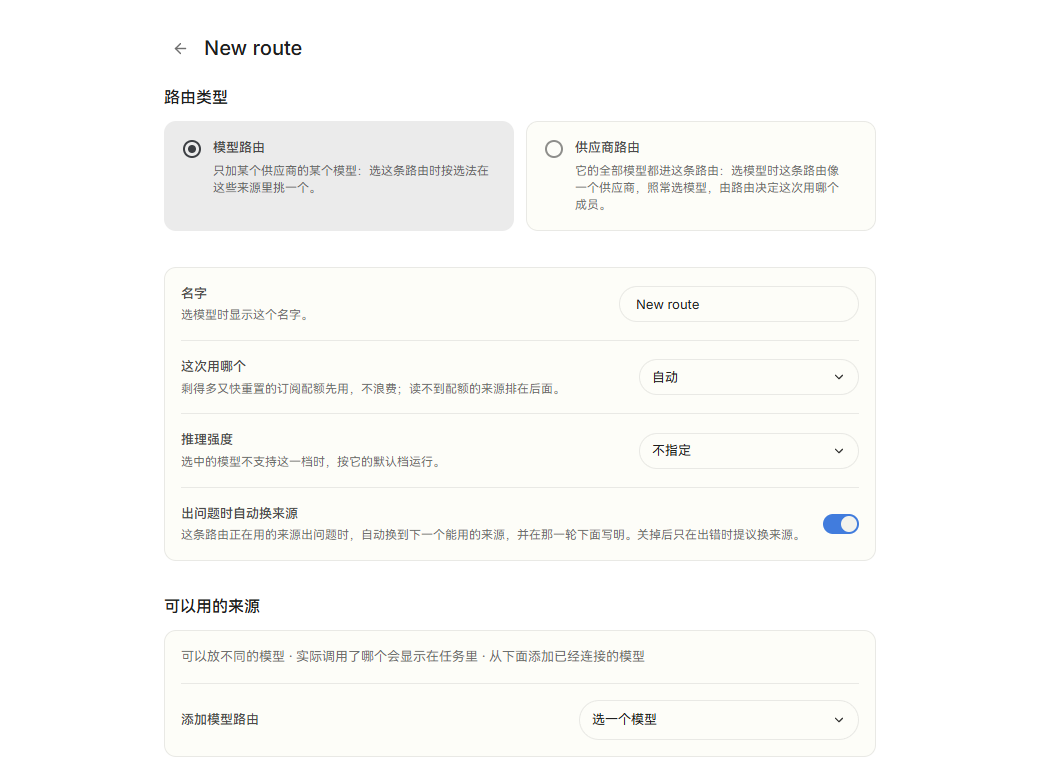 New route
路由类型
模型路由
只加某个供应商的某个模型：选这条路由时按选法在
这些来源里挑一个。
供应商路由
它的全部模型都进这条路由：选模型时这条路由像
一个供应商，照常选模型，由路由决定这次用哪个
成员。
名字
选模型时显示这个名字。
New route
这次用哪个
剩得多又快重置的订阅配额先用，不浪费；读不到配额的来源排在后面。
自动
推理强度
选中的模型不支持这一档时，按它的默认档运行。
不指定
出问题时自动换来源
这条路由正在用的来源出问题时，自动换到下一个能用的来源，并在那一轮下面写明。关掉后只在出错时提议换来源。
可以用的来源
可以放不同的模型 · 实际调用了哪个会显示在任务里 · 从下面添加已经连接的模型
添加模型路由
选一个模型